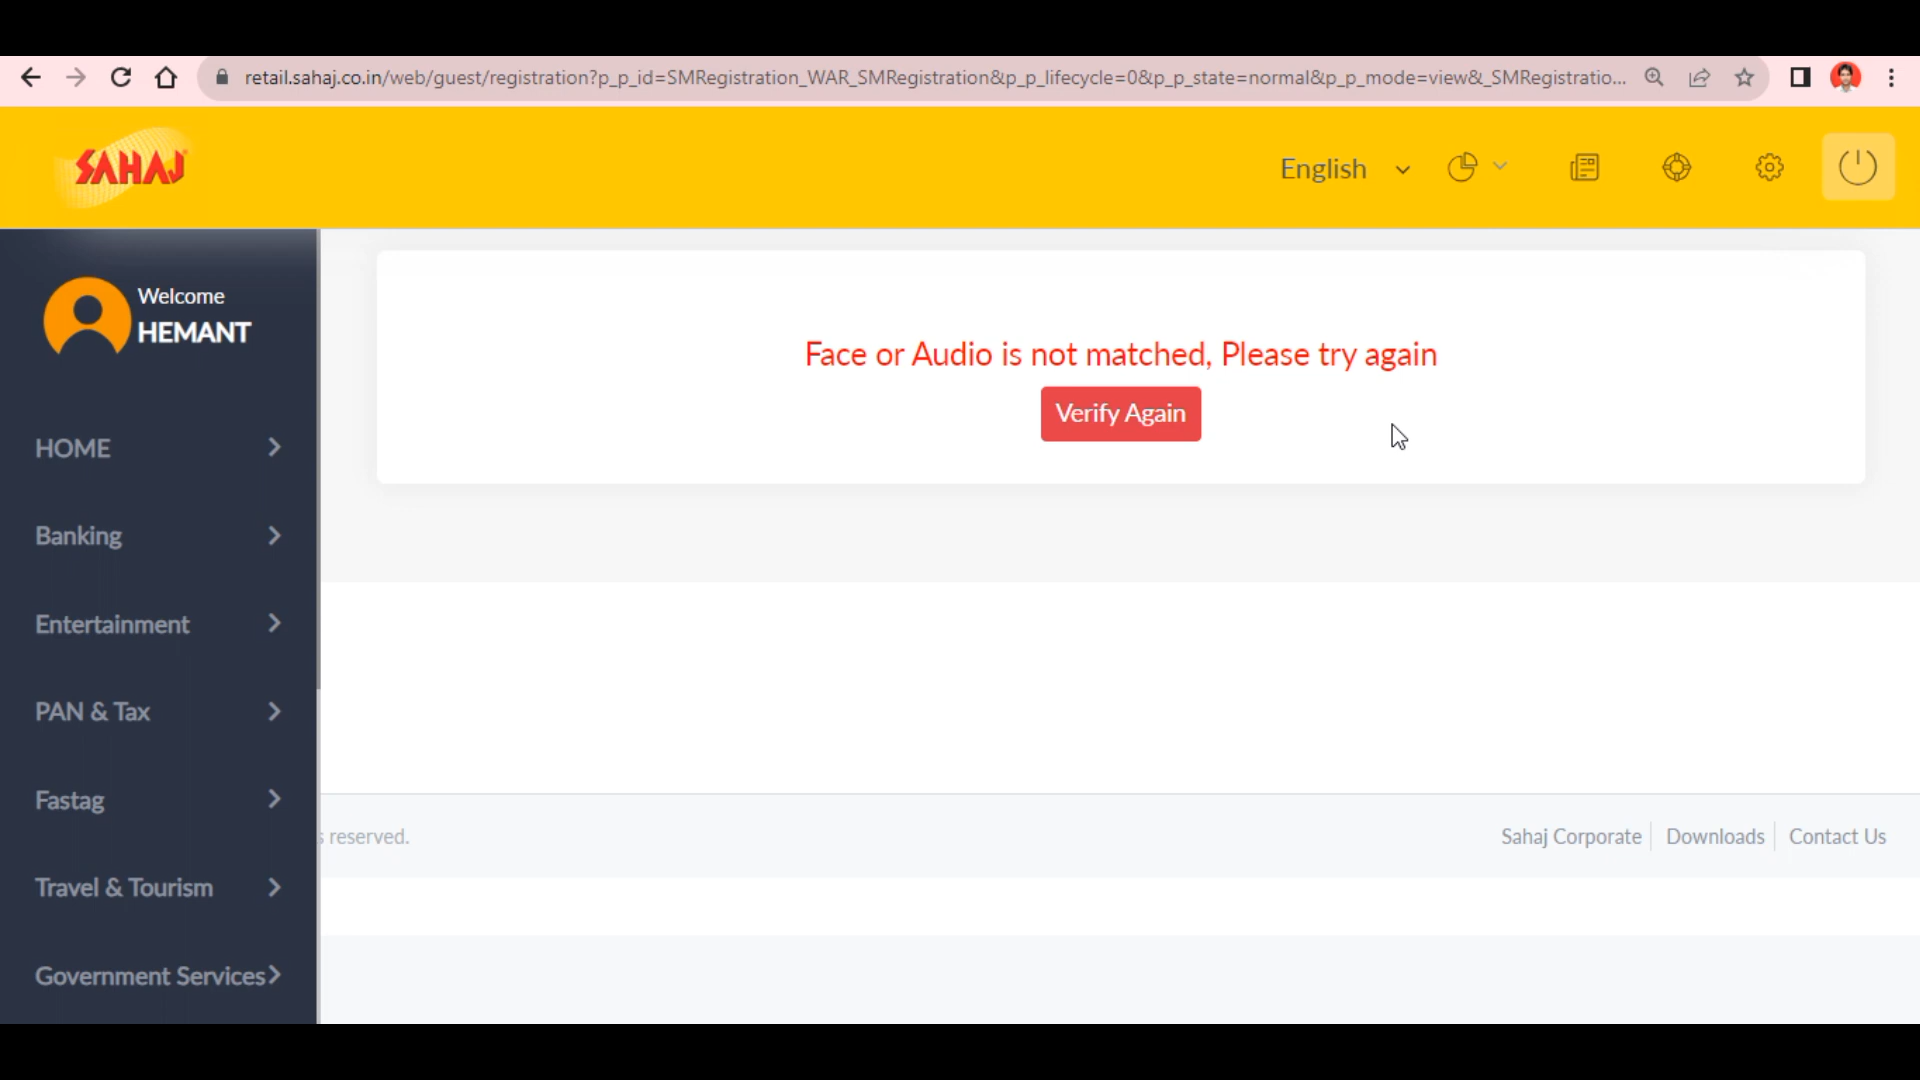 retail.sahaj.co.in/web/guest/registration?p_p_id=SMRegistration_WAR_SMRegistration&p_p_lifecycle=0&p_p_state=normal&p_p_mode=view&_SMRegistratio...
SAHAJ
English
Welcome
HEMANT
Face or Audio is not matched, Please try again
Verify Again
HOME
Banking
Entertainment
PAN & Tax
Fastag
s reserved.
Sahaj Corporate
Downloads
Contact Us
Travel & Tourism
Government Services